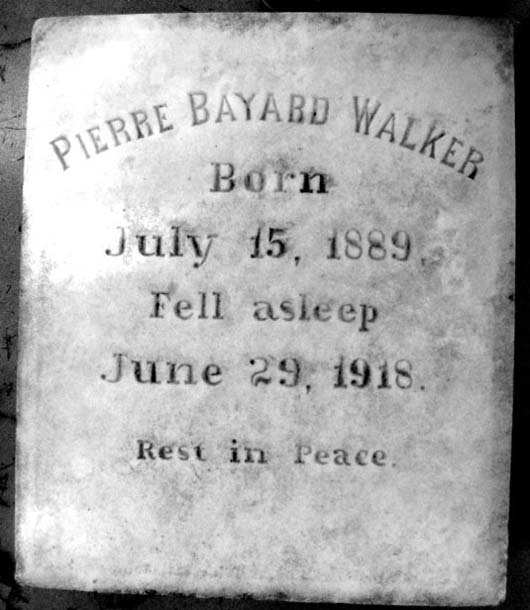 PIERRE BAYARD WALKER
Born
July 15, 1889.
Fell asleep
June 29, 1918.
Rest in Peace.